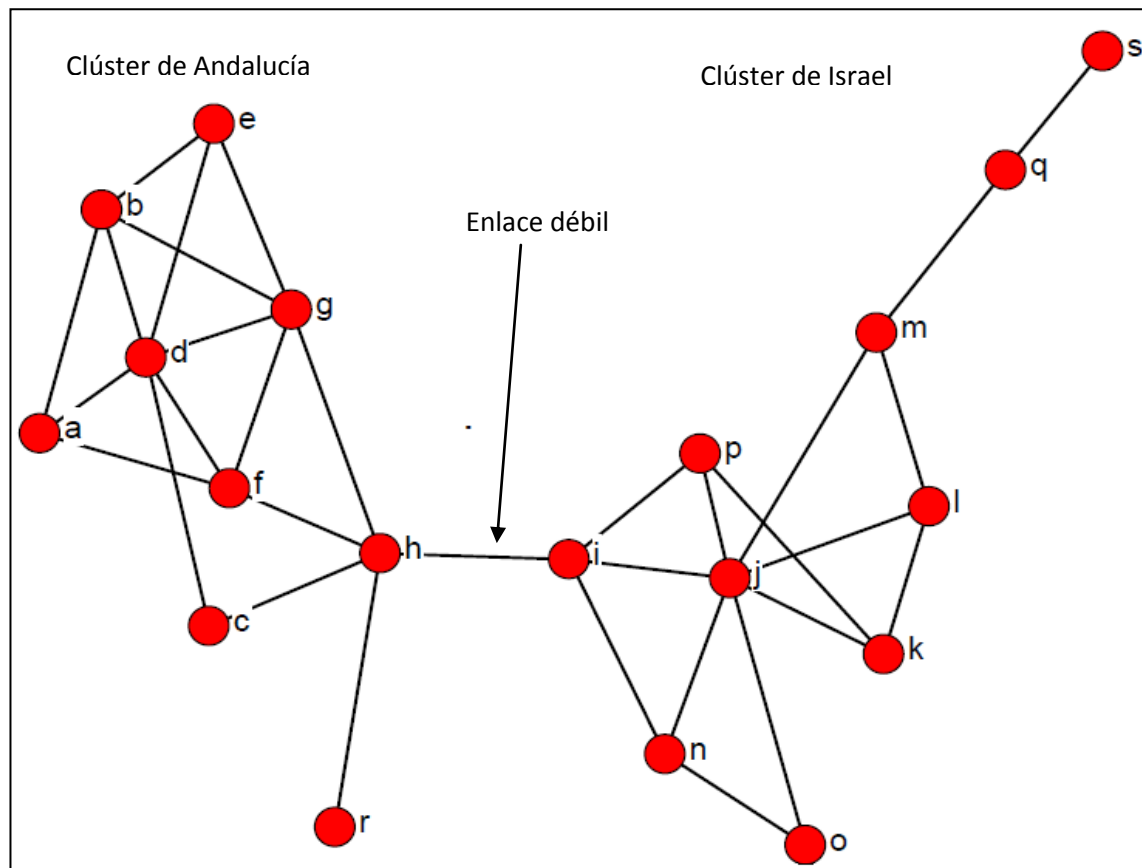 Clúster de Andalucía
Clúster de Israel
s
e
q
b
Enlace débil
g
m
d
a
p
f
l
h
i
j
c
k
n
r
o